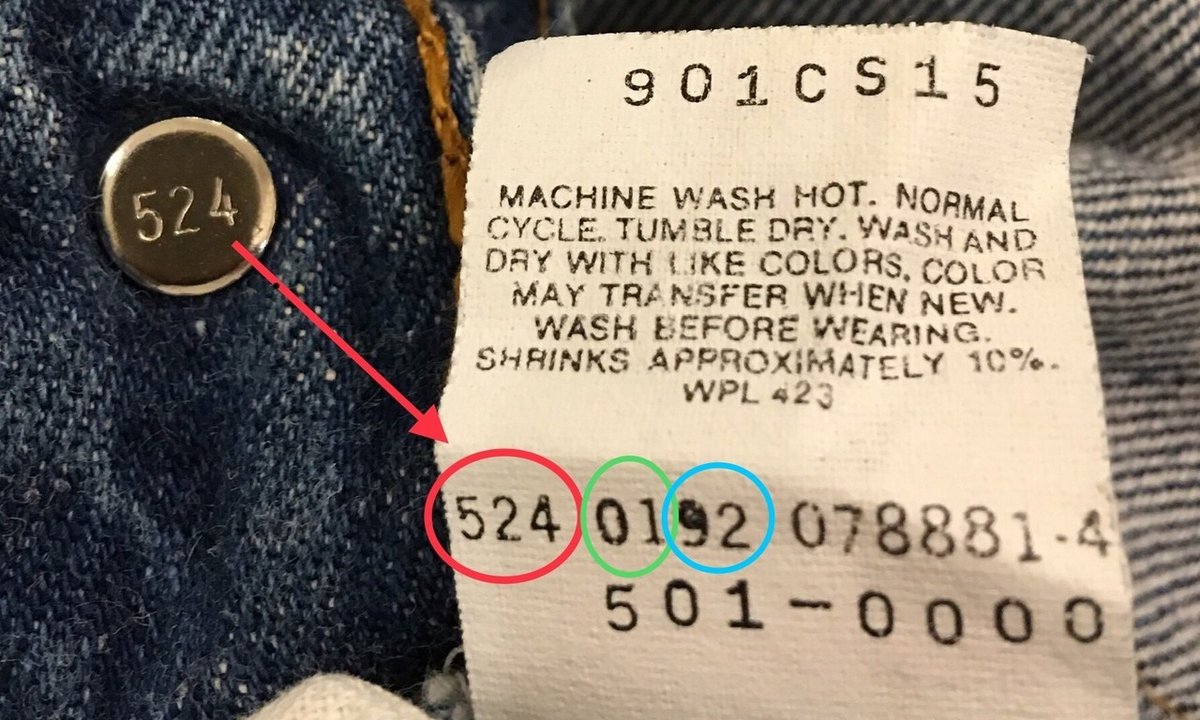 524
901CS15
MACHINE WASH HOT. NORMAL
CYCLE. TUMBLE DRY. WASH AND
DRY WITH LIKE COLORS, COLOR
MAY TRANSFER WHEN NEW.
WASH BEFORE WEARING.
SHRINKS APPROXIMATELY 10%.
WPL 423
524 0192 078881-4
501-0000